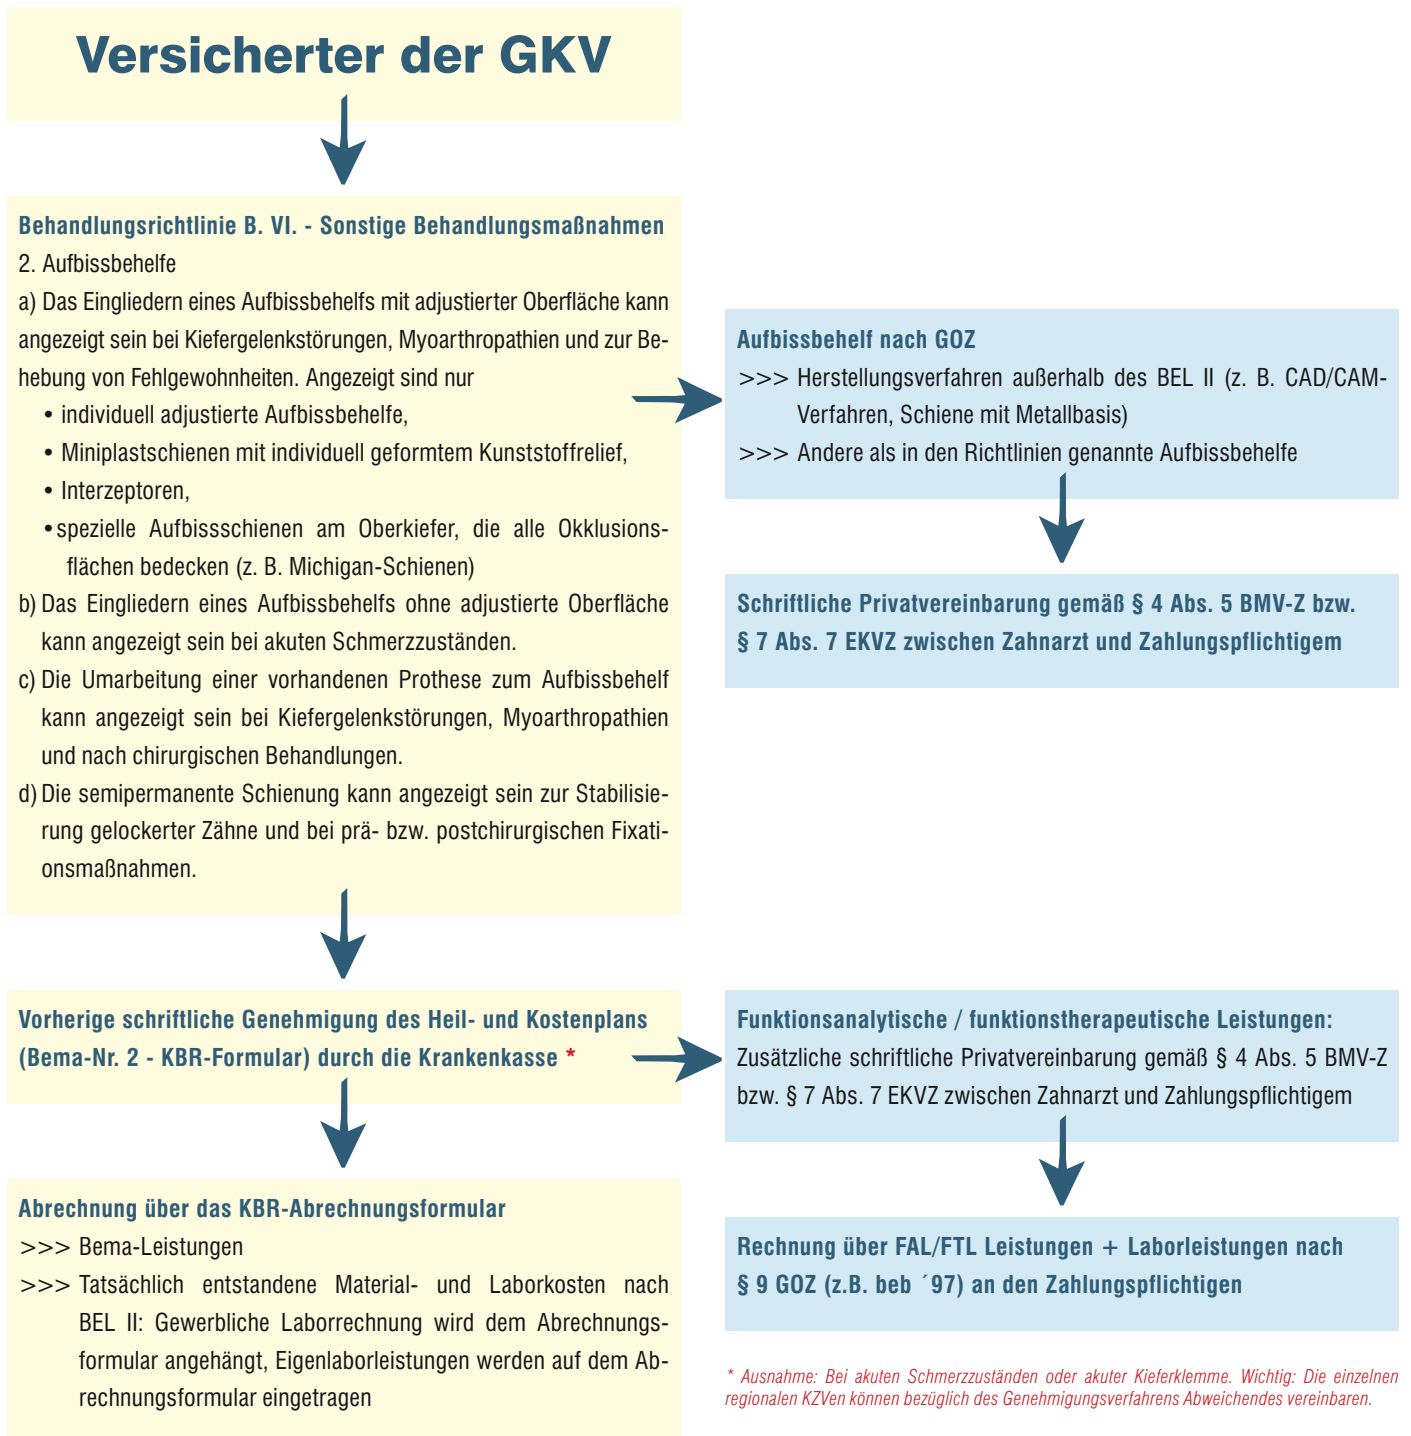 Versicherter der GKV
Behandlungsrichtlinie B. VI. - Sonstige Behandlungsmaßnahmen
2. Aufbissbehelfe
a) Das Eingliedern eines Aufbissbehelfs mit adjustierter Oberfläche kann
angezeigt sein bei Kiefergelenkstörungen, Myoarthropathien und zur Be-
hebung von Fehlgewohnheiten. Angezeigt sind nur
• individuell adjustierte Aufbissbehelfe,
• Miniplastschienen mit individuell geformtem Kunststoffrelief,
• Interzeptoren,
• spezielle Aufbissschienen am Oberkiefer, die alle Okklusions-
flächen bedecken (z. B. Michigan-Schienen)
b) Das Eingliedern eines Aufbissbehelfs ohne adjustierte Oberfläche
kann angezeigt sein bei akuten Schmerzzuständen.
c) Die Umarbeitung einer vorhandenen Prothese zum Aufbissbehelf
kann angezeigt sein bei Kiefergelenkstörungen, Myoarthropathien
und nach chirurgischen Behandlungen.
d) Die semipermanente Schienung kann angezeigt sein zur Stabilisie-
rung gelockerter Zähne und bei prä- bzw. postchirurgischen Fixati-
onsmaßnahmen.
Aufbissbehelf nach GOZ
>>> Herstellungsverfahren außerhalb des BEL II (z. B. CAD/CAM-
Verfahren, Schiene mit Metallbasis)
>>> Andere als in den Richtlinien genannte Aufbissbehelfe
Schriftliche Privatvereinbarung gemäß § 4 Abs. 5 BMV-Z bzw.
§ 7 Abs. 7 EKVZ zwischen Zahnarzt und Zahlungspflichtigem
Vorherige schriftliche Genehmigung des Heil- und Kostenplans
(Bema-Nr. 2 - KBR-Formular) durch die Krankenkasse *
Funktionsanalytische / funktionstherapeutische Leistungen:
Zusätzliche schriftliche Privatvereinbarung gemäß § 4 Abs. 5 BMV-Z
bzw. § 7 Abs. 7 EKVZ zwischen Zahnarzt und Zahlungspflichtigem
Abrechnung über das KBR-Abrechnungsformular
>>> Bema-Leistungen
>>> Tatsächlich entstandene Material- und Laborkosten nach
BEL II: Gewerbliche Laborrechnung wird dem Abrechnungs-
formular angehängt, Eigenlaborleistungen werden auf dem Ab-
rechnungsformular eingetragen
Rechnung über FAL/FTL Leistungen + Laborleistungen nach
§ 9 GOZ (z.B. beb ´97) an den Zahlungspflichtigen
* Ausnahme: Bei akuten Schmerzzuständen oder akuter Kieferklemme. Wichtig: Die einzelnen
regionalen KZVen können bezüglich des Genehmigungsverfahrens Abweichendes vereinbaren.